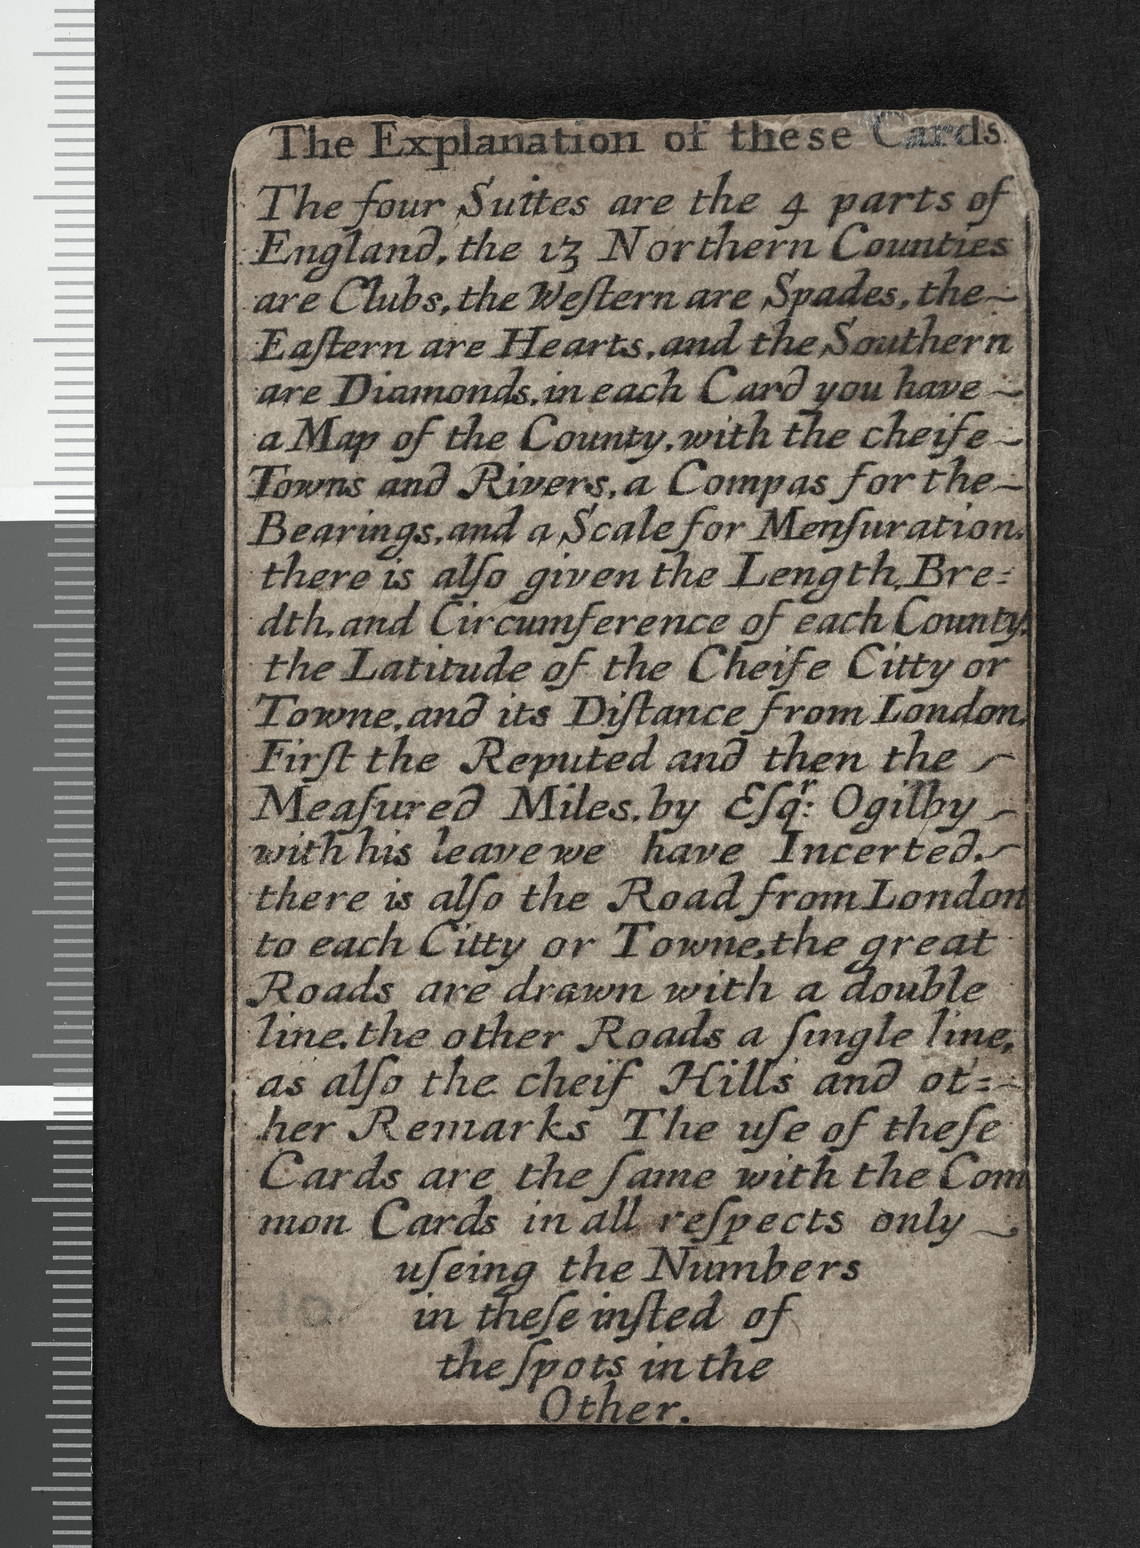 The Explanation of these Cards.
The four Suites are the 4 parts of
England, the 13 Northern Counties
are Clubs, the Weſtern are Spades, the
Eaſtern are Hearts, and the Southern
are Diamonds, in each Card you have
a Map of the County, with the cheife
Towns and Rivers, a Compas for the
Bearings, and a Scale for Menſuration.
there is alſo given the Length, Bre=
dth, and Circumference of each County,
the Latitude of the Cheife Citty or
Towne, and its Diſtance from London,
Firſt the Reputed and then the
Meaſured Miles, by Eſqr: Ogilby
with his leave we have Incerted.
there is alſo the Road from London
to each Citty or Towne, the great
Roads are drawn with a double
line, the other Roads a ſingle line,
as alſo the cheif Hills and ot=
her Remarks The uſe of theſe
Cards are the ſame with the Com
mon Cards in all reſpects only
uſeing the Numbers
in theſe inſted of
the ſpots in the
Other.